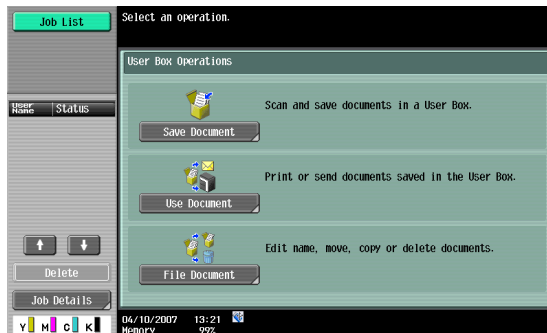 Job List
Select an operation.
User Box Operations
User Name
Status
Scan and save documents in a User Box.
Save Document
Print or send documents saved in the User Box.
Use Document
Edit name, move, copy or delete documents.
File Document
Delete
Job Details
Y M C K
04/10/2007 13:21
Memory 99%